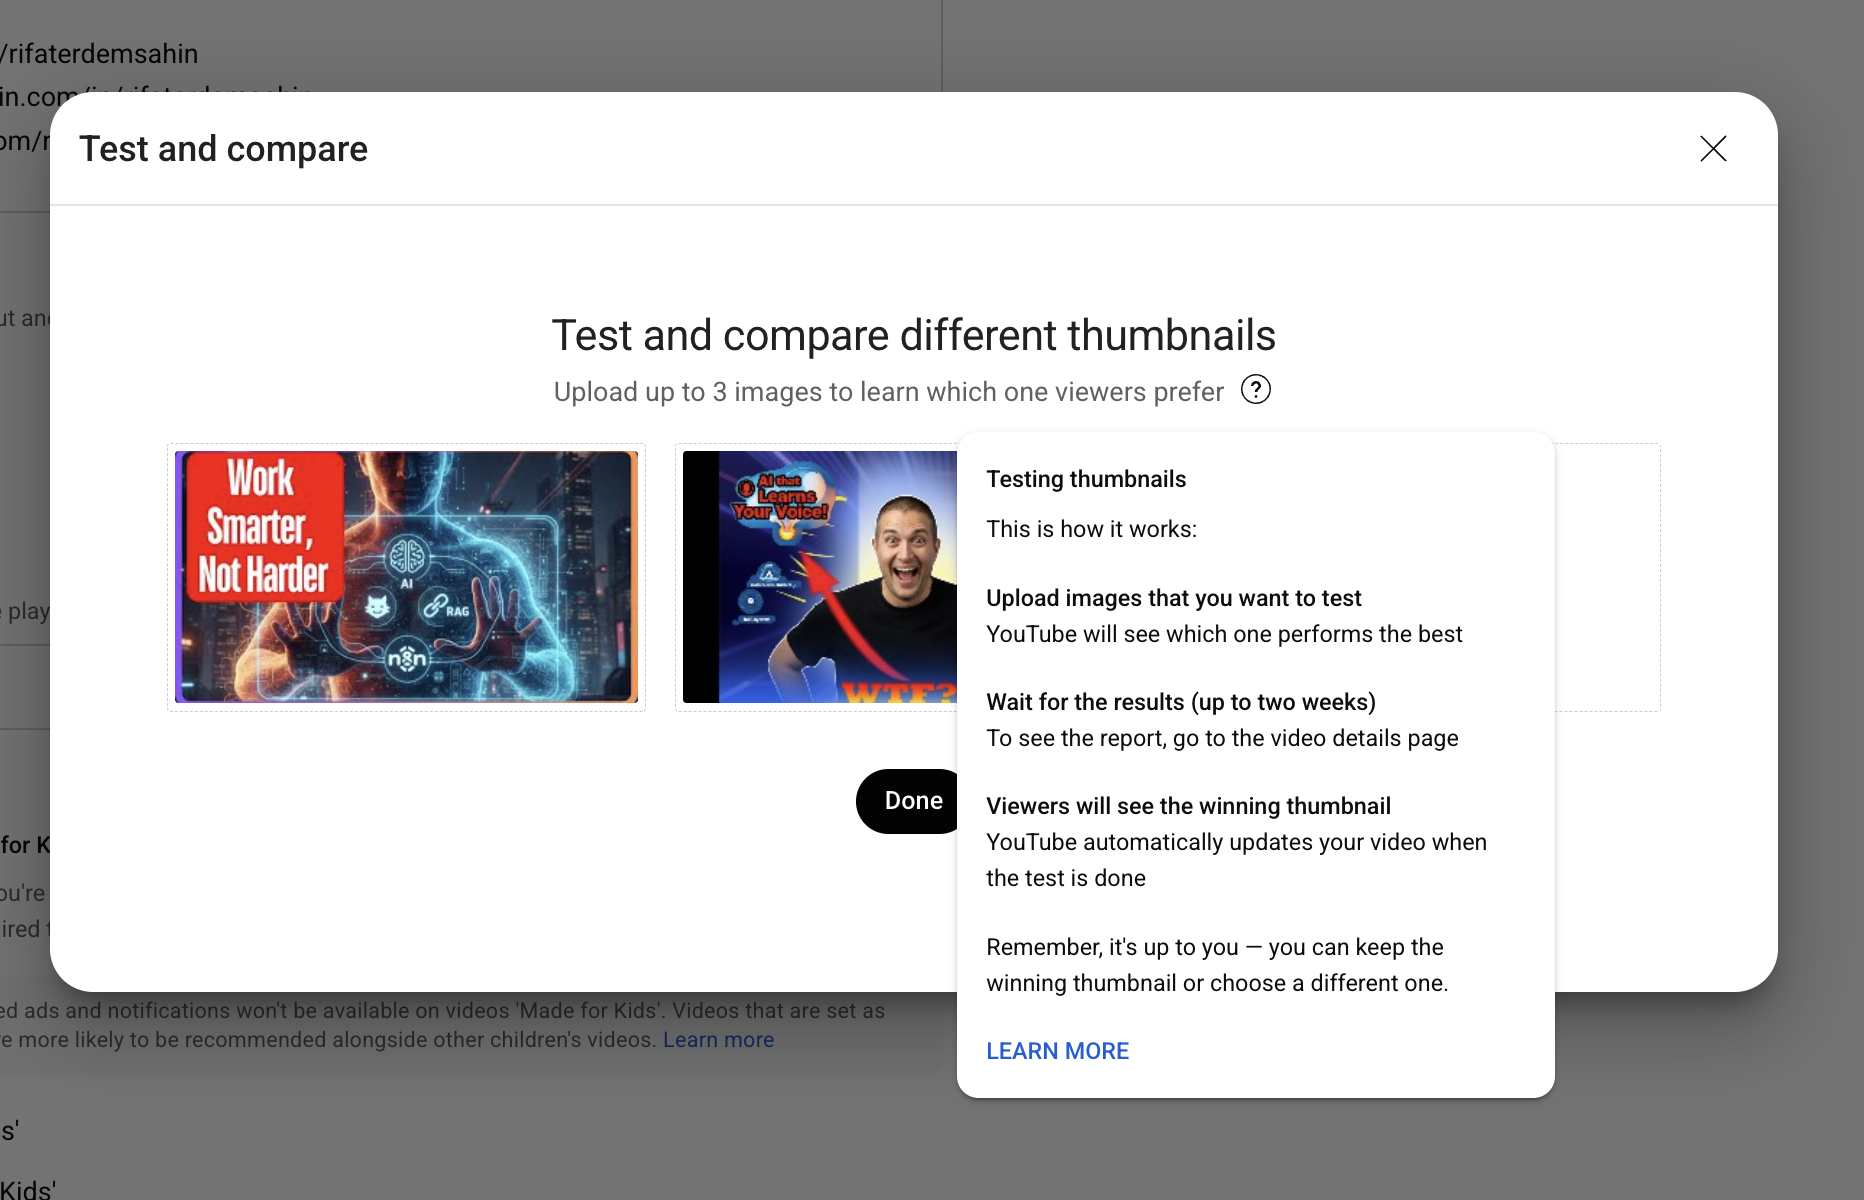 /rifaterdemsahin
in.com/in/rifaterdemsahin
om/r
Test and compare
ut and
Test and compare different thumbnails
Upload up to 3 images to learn which one viewers prefer ?
Work
Smarter,
Not Harder
AI
RAG
n8n
AI that
Learns
Your Voice!
WTF?
Testing thumbnails
This is how it works:
Upload images that you want to test
YouTube will see which one performs the best
Wait for the results (up to two weeks)
To see the report, go to the video details page
Viewers will see the winning thumbnail
YouTube automatically updates your video when
the test is done
Remember, it's up to you — you can keep the
winning thumbnail or choose a different one.
LEARN MORE
e play
Done
for K
ou're
ired t
ed ads and notifications won't be available on videos 'Made for Kids'. Videos that are set as
re more likely to be recommended alongside other children's videos. Learn more
s'
Kids'